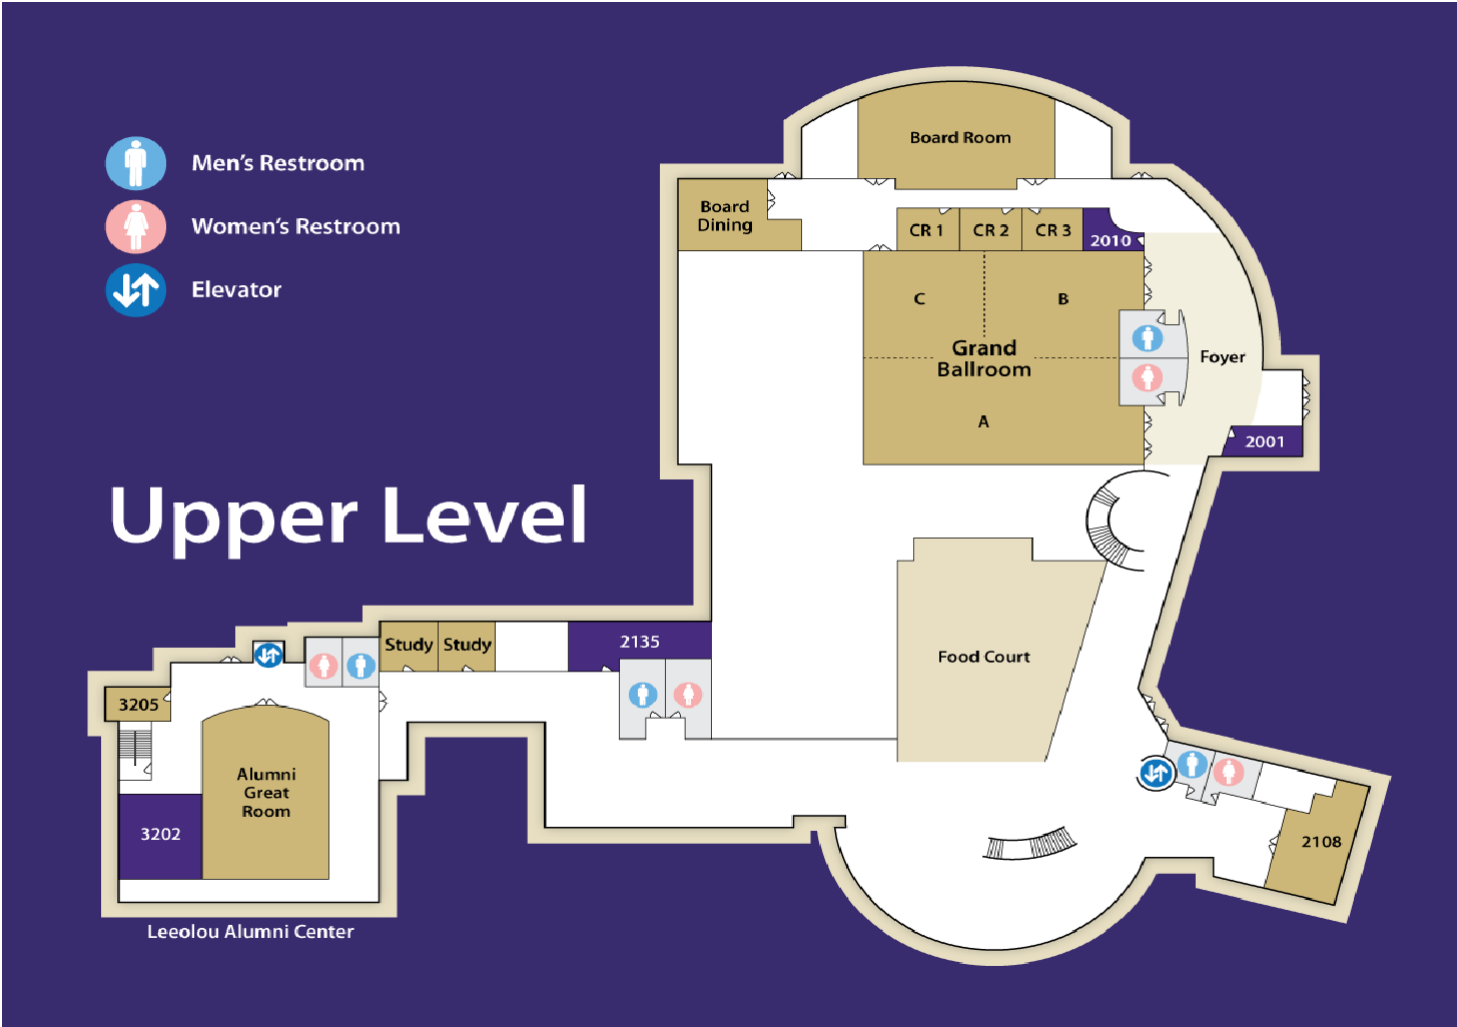 Men's Restroom
Women's Restroom
Elevator
Upper Level
Board Room
Board
Dining
CR 1
CR 2
CR 3
2010
C
B
Grand
Ballroom
A
Foyer
2001
Food Court
Study
Study
2135
3205
Alumni
Great
Room
3202
2108
Leeolou Alumni Center